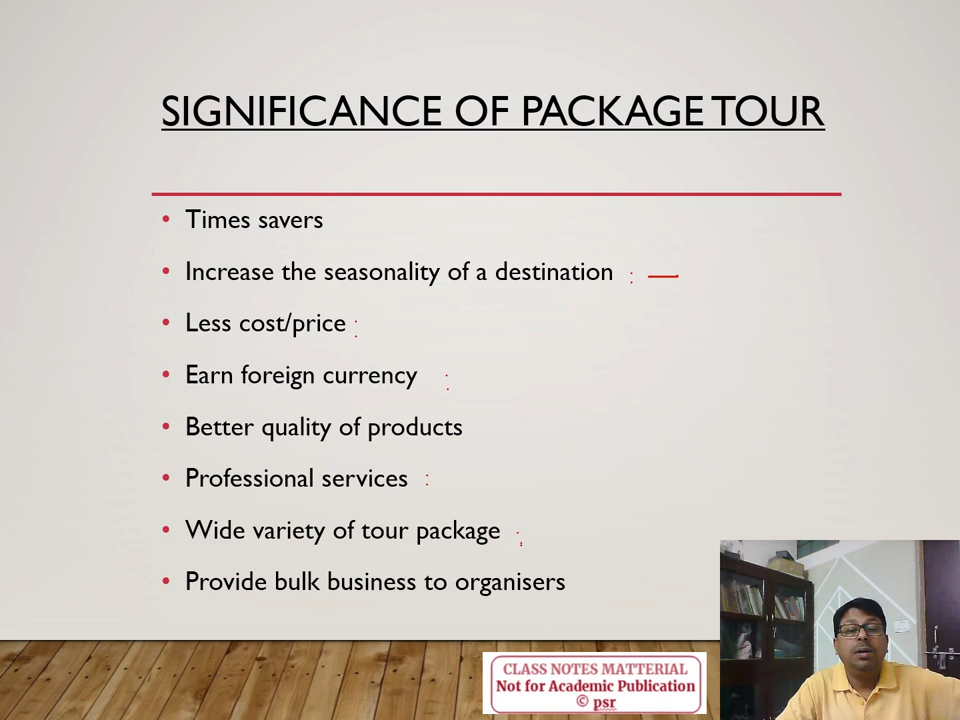 SIGNIFICANCE OF PACKAGE TOUR
• Times savers
• Increase the seasonality of a destination : —
• Less cost/price :
• Earn foreign currency :
• Better quality of products
• Professional services :
• Wide variety of tour package :
• Provide bulk business to organisers
CLASS NOTES MATTERIAL
Not for Academic Publication
© psr